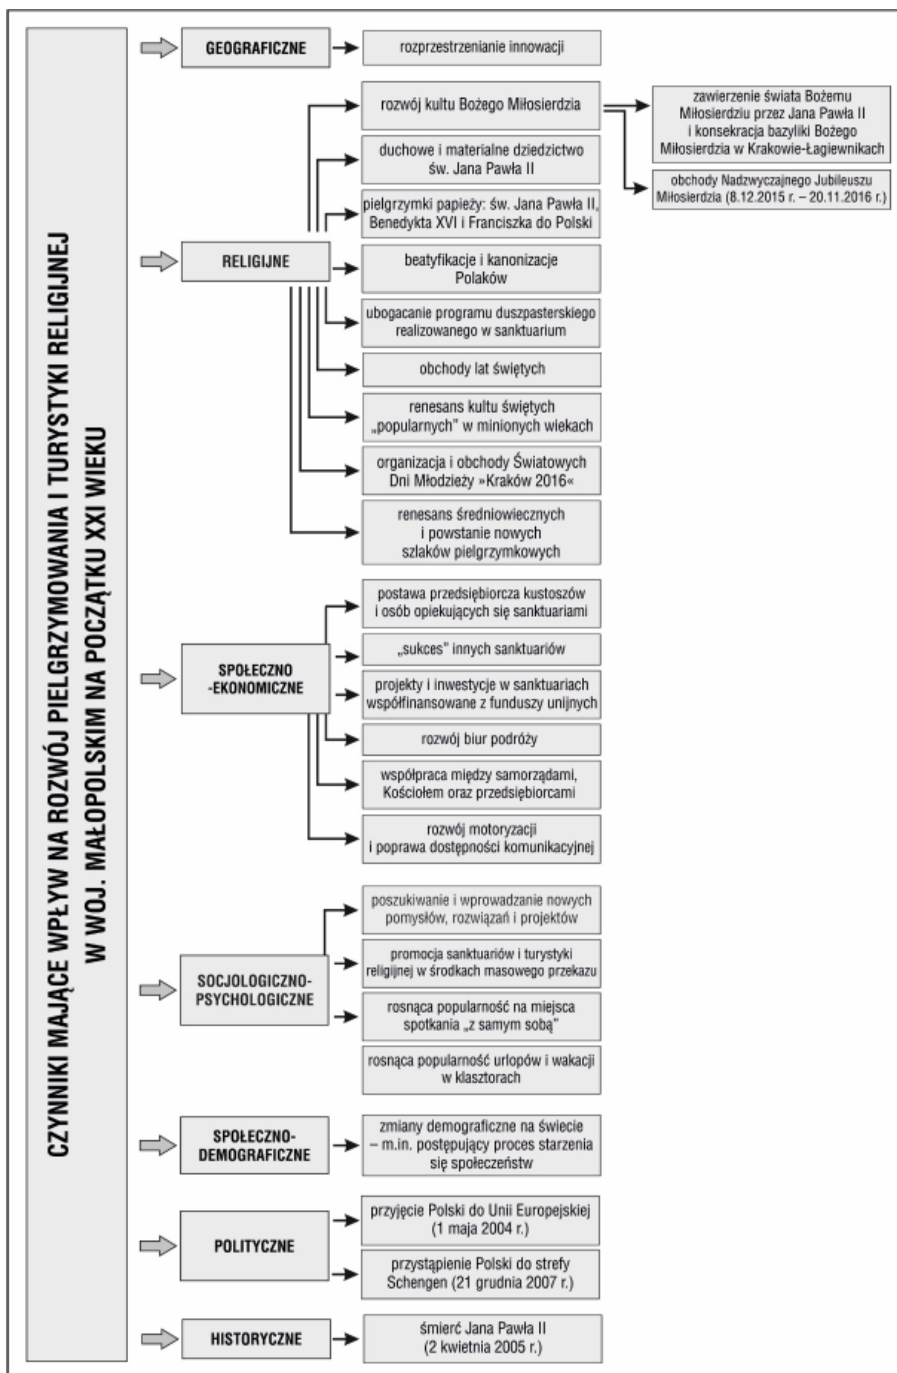 CZYNNIKI MAJĄCE WPŁYW NA ROZWÓJ PIELGRZYMOWANIA I TURYSTYKI RELIGIJNEJ
W WOJ. MAŁOPOLSKIM NA POCZĄTKU XXI WIEKU
GEOGRAFICZNE
rozprzestrzenianie innowacji
RELIGIJNE
rozwój kultu Bożego Miłosierdzia
zawierzenie świata Bożemu
Miłosierdziu przez Jana Pawła II
i konsekracja bazyliki Bożego
Miłosierdzia w Krakowie-Łagiewnikach
obchody Nadzwyczajnego Jubileuszu
Miłosierdzia (8.12.2015 r. – 20.11.2016 r.)
duchowe i materialne dziedzictwo
św. Jana Pawła II
pielgrzymki papieży: św. Jana Pawła II,
Benedykta XVI i Franciszka do Polski
beatyfikacje i kanonizacje
Polaków
ubogacanie programu duszpasterskiego
realizowanego w sanktuarium
obchody lat świętych
renesans kultu świętych
„popularnych” w minionych wiekach
organizacja i obchody Światowych
Dni Młodzieży »Kraków 2016«
renesans średniowiecznych
i powstanie nowych
szlaków pielgrzymkowych
SPOŁECZNO
-EKONOMICZNE
postawa przedsiębiorcza kustoszów
i osób opiekujących się sanktuariami
„sukces” innych sanktuariów
projekty i inwestycje w sanktuariach
współfinansowane z funduszy unijnych
rozwój biur podróży
współpraca między samorządami,
Kościołem oraz przedsiębiorcami
rozwój motoryzacji
i poprawa dostępności komunikacyjnej
SOCJOLOGICZNO-
PSYCHOLOGICZNE
poszukiwanie i wprowadzanie nowych
pomysłów, rozwiązań i projektów
promocja sanktuariów i turystyki
religijnej w środkach masowego przekazu
rosnąca popularność na miejsca
spotkania „z samym sobą”
rosnąca popularność urlopów i wakacji
w klasztorach
SPOŁECZNO-
DEMOGRAFICZNE
zmiany demograficzne na świecie
– m.in. postępujący proces starzenia
się społeczeństw
POLITYCZNE
przyjęcie Polski do Unii Europejskiej
(1 maja 2004 r.)
przystąpienie Polski do strefy
Schengen (21 grudnia 2007 r.)
HISTORYCZNE
śmierć Jana Pawła II
(2 kwietnia 2005 r.)